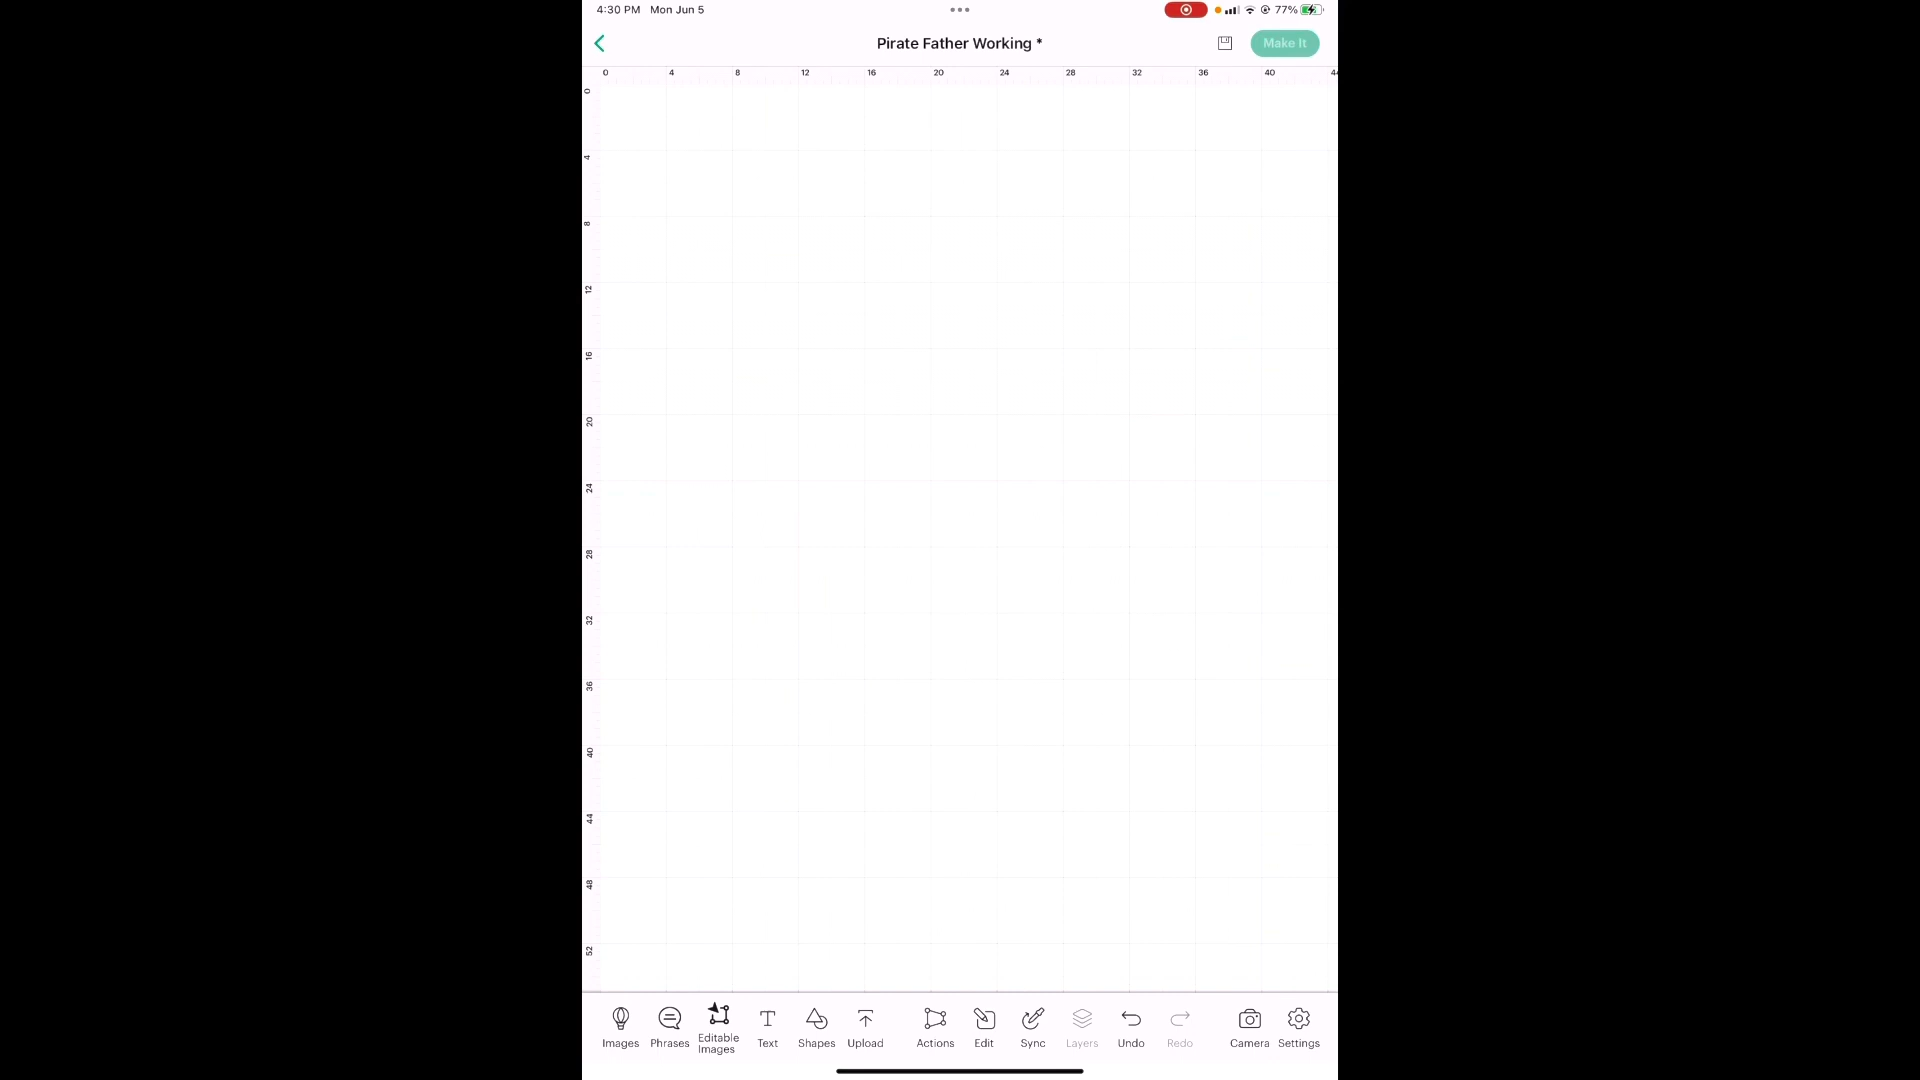 4:30 PM Mon Jun 5
77%
Pirate Father Working *
Make It
0 4 8 12 16 20 24 28 32 36 40 44
0
4
8
12
16
20
24
28
32
36
40
44
48
52
Images
Phrases
Editable
Images
Text
Shapes
Upload
Actions
Edit
Sync
Layers
Undo
Redo
Camera
Settings